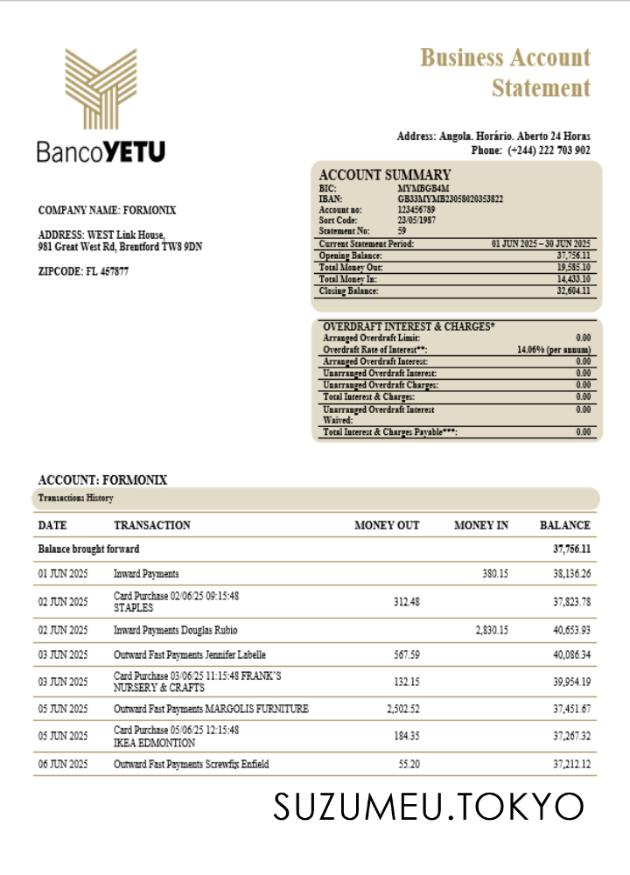 Business Account
Statement
BancoYETU
Address: Angola. Horário. Aberto 24 Horas
Phone: (+244) 222 703 902
COMPANY NAME: FORMONIX
ADDRESS: WEST Link House,
981 Great West Rd, Brentford TW8 9DN
ZIPCODE: FL 457877
ACCOUNT SUMMARY
BIC: MYMBGB4M
IBAN: GB33MYMB23058020353822
Account no: 123456789
Sort Code: 23/05/1987
Statement No: 59
Current Statement Period: 01 JUN 2025 – 30 JUN 2025
Opening Balance: 37,756.11
Total Money Out: 19,585.10
Total Money In: 14,433.10
Closing Balance: 32,604.11
OVERDRAFT INTEREST & CHARGES*
Arranged Overdraft Limit: 0.00
Overdraft Rate of Interest**: 14.06% (per annum)
Arranged Overdraft Interest: 0.00
Unarranged Overdraft Interest: 0.00
Unarranged Overdraft Charges: 0.00
Total Interest & Charges: 0.00
Unarranged Overdraft Interest 0.00
Waived:
Total Interest & Charges Payable***: 0.00
ACCOUNT: FORMONIX
Transactions History
DATE TRANSACTION MONEY OUT MONEY IN BALANCE
Balance brought forward 37,756.11
01 JUN 2025 Inward Payments 380.15 38,136.26
02 JUN 2025 Card Purchase 02/06/25 09:15:48 312.48 37,823.78
STAPLES
02 JUN 2025 Inward Payments Douglas Rubio 2,830.15 40,653.93
03 JUN 2025 Outward Fast Payments Jennifer Labelle 567.59 40,086.34
03 JUN 2025 Card Purchase 03/06/25 11:15:48 FRANK'S 132.15 39,954.19
NURSERY & CRAFTS
05 JUN 2025 Outward Fast Payments MARGOLIS FURNITURE 2,502.52 37,451.67
05 JUN 2025 Card Purchase 05/06/25 12:15:48 184.35 37,267.32
IKEA EDMONTION
06 JUN 2025 Outward Fast Payments Screwfix Enfield 55.20 37,212.12
SUZUMEU.TOKYO